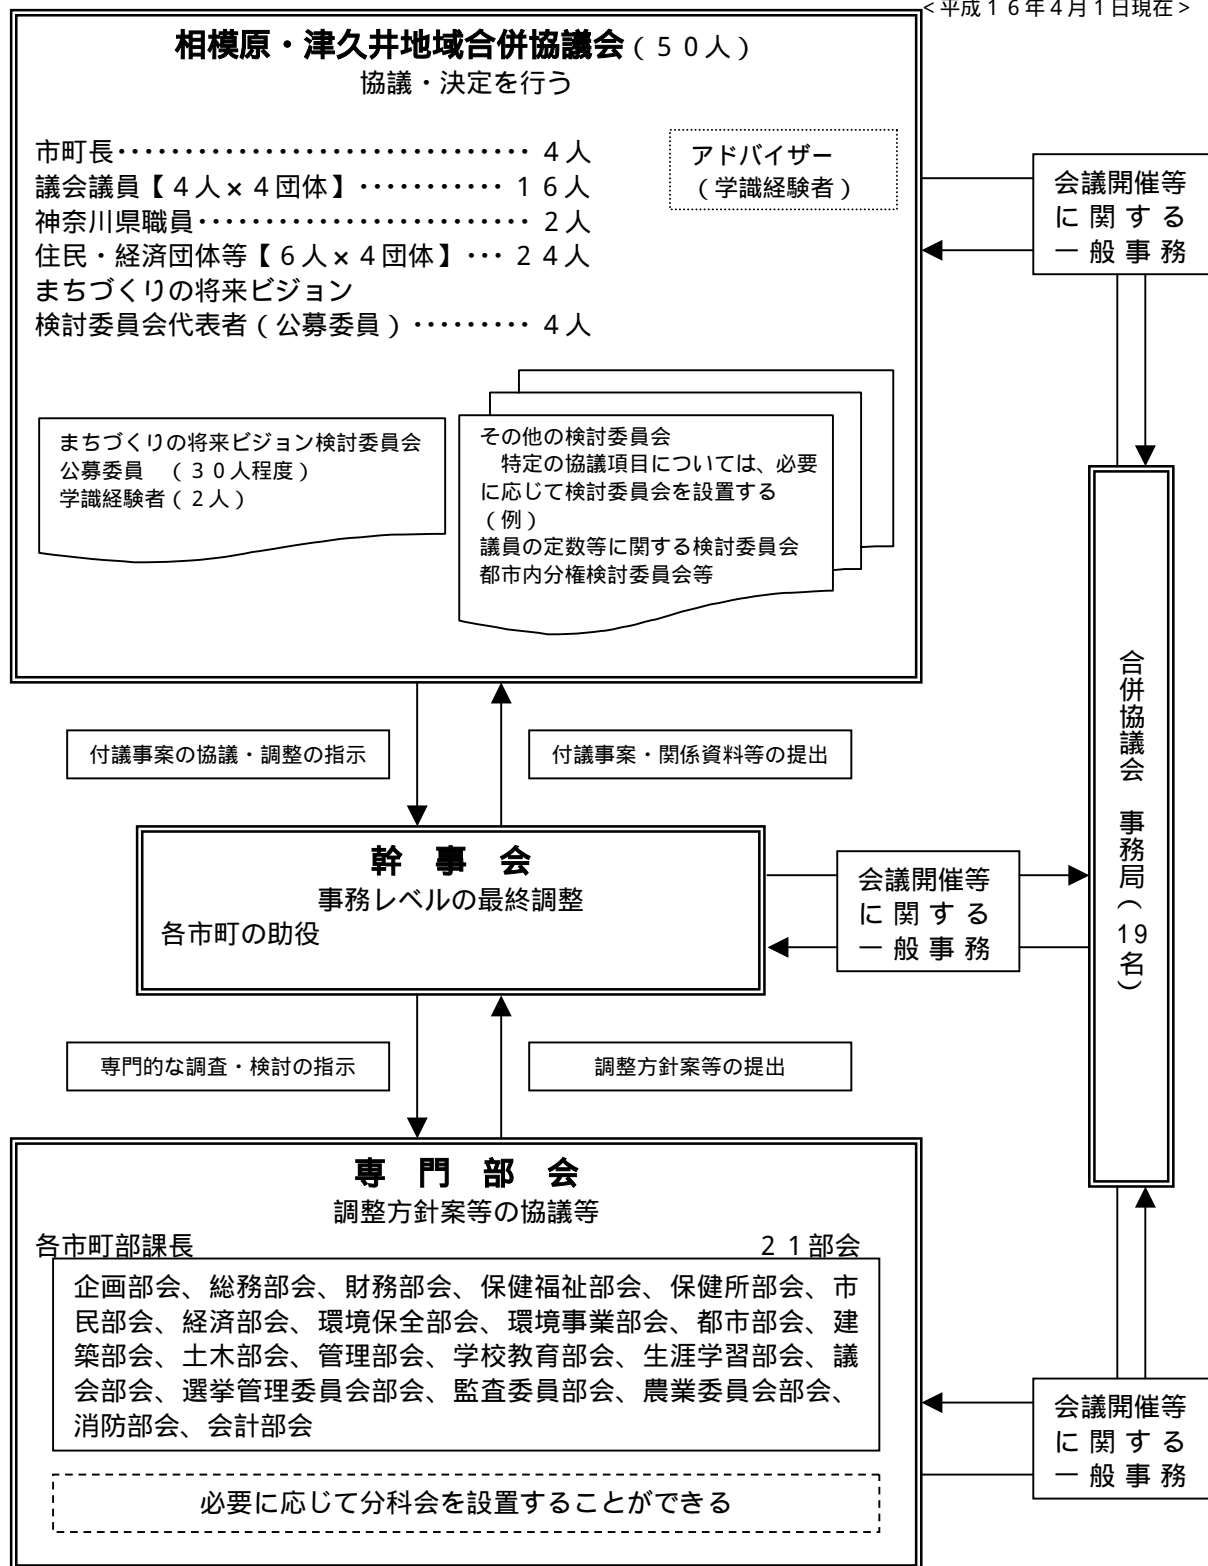 <平成１６年４月１日現在>
相模原・津久井地域合併協議会（５０人）
協議・決定を行う
市町長・・・・・・・・・・・・・・・・・・・・・・・・・・・・・・・ ４人
議会議員【４人×４団体】・・・・・・・・・・・ １６人
神奈川県職員・・・・・・・・・・・・・・・・・・・・・・・・・ ２人
住民・経済団体等【６人×４団体】・・・ ２４人
まちづくりの将来ビジョン
検討委員会代表者（公募委員）・・・・・・・・・ ４人
アドバイザー
（学識経験者）
会議開催等
に関する
一般事務
まちづくりの将来ビジョン検討委員会
公募委員　（３０人程度）
学識経験者（２人）
その他の検討委員会
　特定の協議項目については、必要
に応じて検討委員会を設置する
（例）
議員の定数等に関する検討委員会
都市内分権検討委員会等
合併協議会　事務局（19名）
付議事案の協議・調整の指示
付議事案・関係資料等の提出
幹　事　会
事務レベルの最終調整
各市町の助役
会議開催等
に関する
一般事務
専門的な調査・検討の指示
調整方針案等の提出
専　門　部　会
調整方針案等の協議等
各市町部課長　２１部会
企画部会、総務部会、財務部会、保健福祉部会、保健所部会、市
民部会、経済部会、環境保全部会、環境事業部会、都市部会、建
築部会、土木部会、管理部会、学校教育部会、生涯学習部会、議
会部会、選挙管理委員会部会、監査委員部会、農業委員会部会、
消防部会、会計部会
必要に応じて分科会を設置することができる
会議開催等
に関する
一般事務